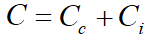 C = C_c + C_i